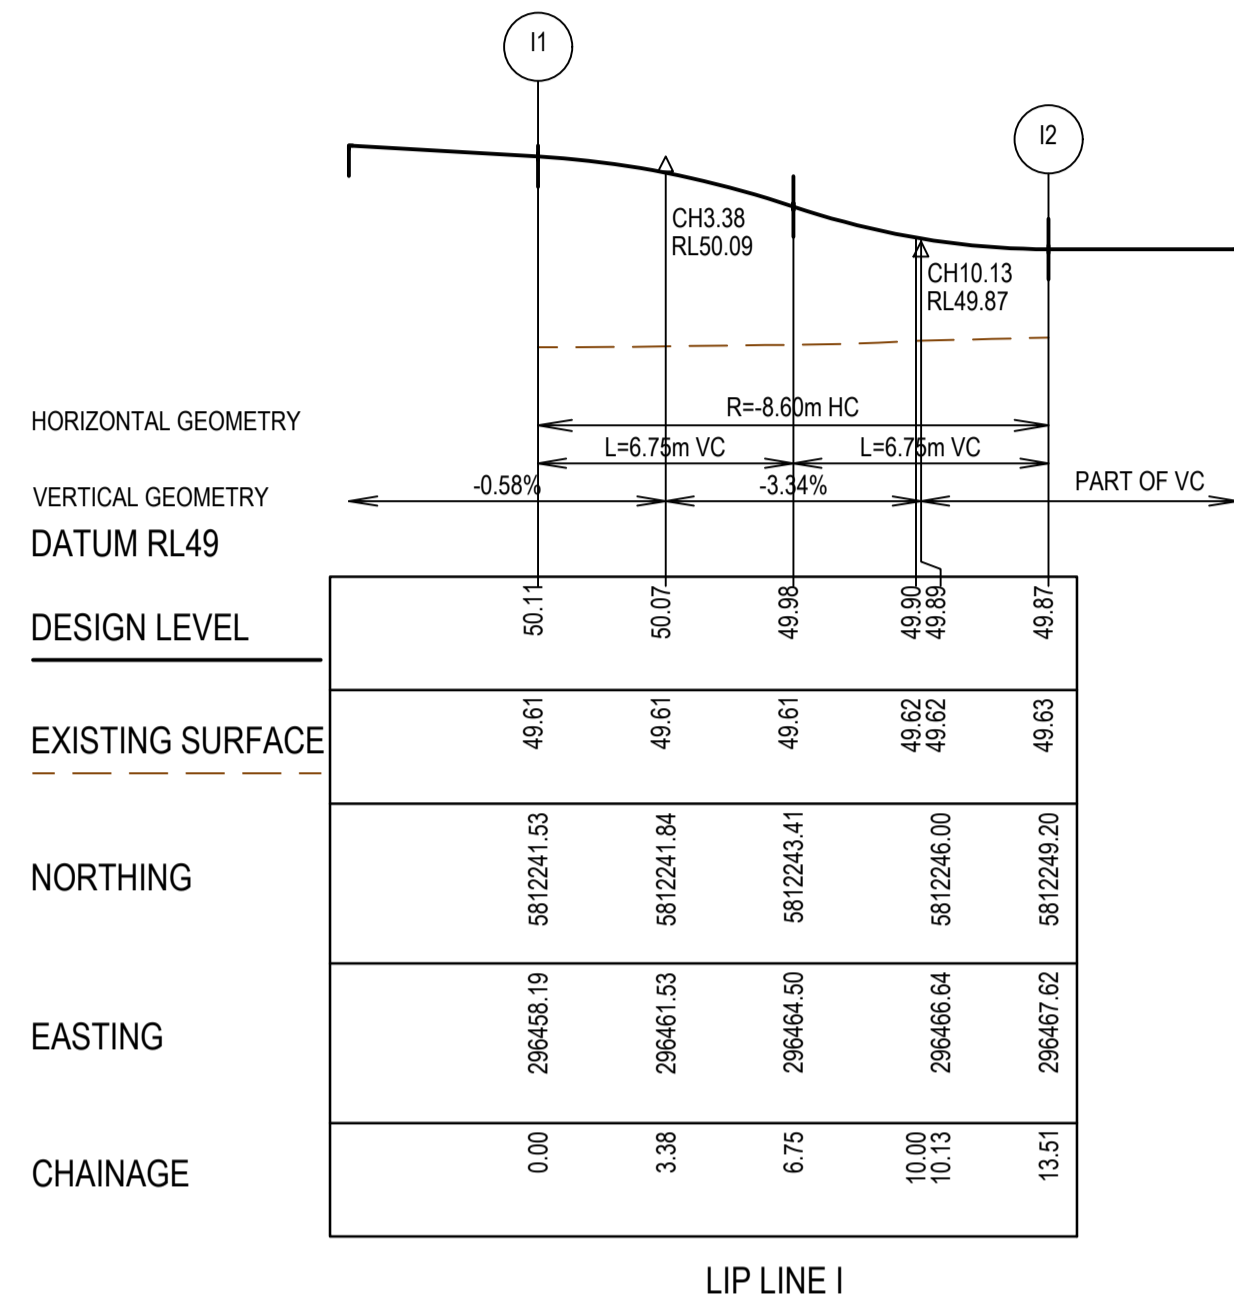 I1
I2
CH3.38
RL50.09
CH10.13
RL49.87
HORIZONTAL GEOMETRY
R=-8.60m HC
L=6.75m VC
L=6.75m VC
VERTICAL GEOMETRY
-0.58%
-3.34%
PART OF VC
DATUM RL49
DESIGN LEVEL
50.11
50.07
49.98
49.90
49.89
49.87
EXISTING SURFACE
49.61
49.61
49.61
49.62
49.62
49.63
NORTHING
5812241.53
5812241.84
5812243.41
5812246.00
5812249.20
EASTING
296458.19
296461.53
296464.50
296466.64
296467.62
CHAINAGE
0.00
3.38
6.75
10.00
10.13
13.51
LIP LINE I